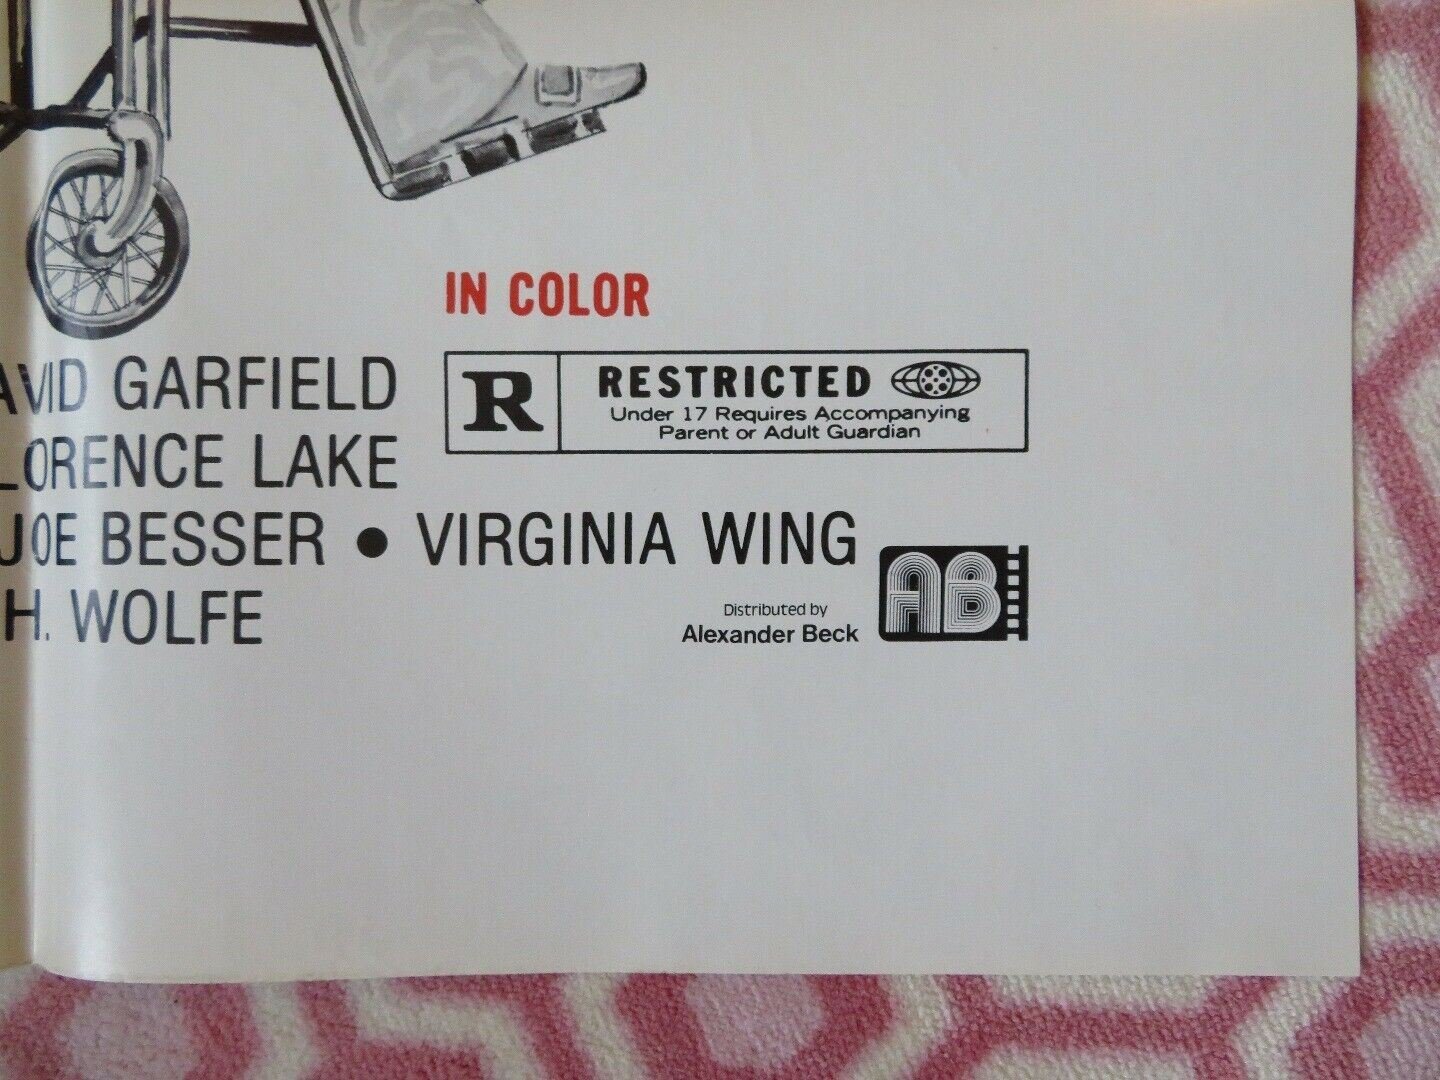 IN COLOR
R RESTRICTED
Under 17 Requires Accompanying
Parent or Adult Guardian
AVID GARFIELD
LORENCE LAKE
JOE BESSER • VIRGINIA WING
H. WOLFE
Distributed by
Alexander Beck
AB